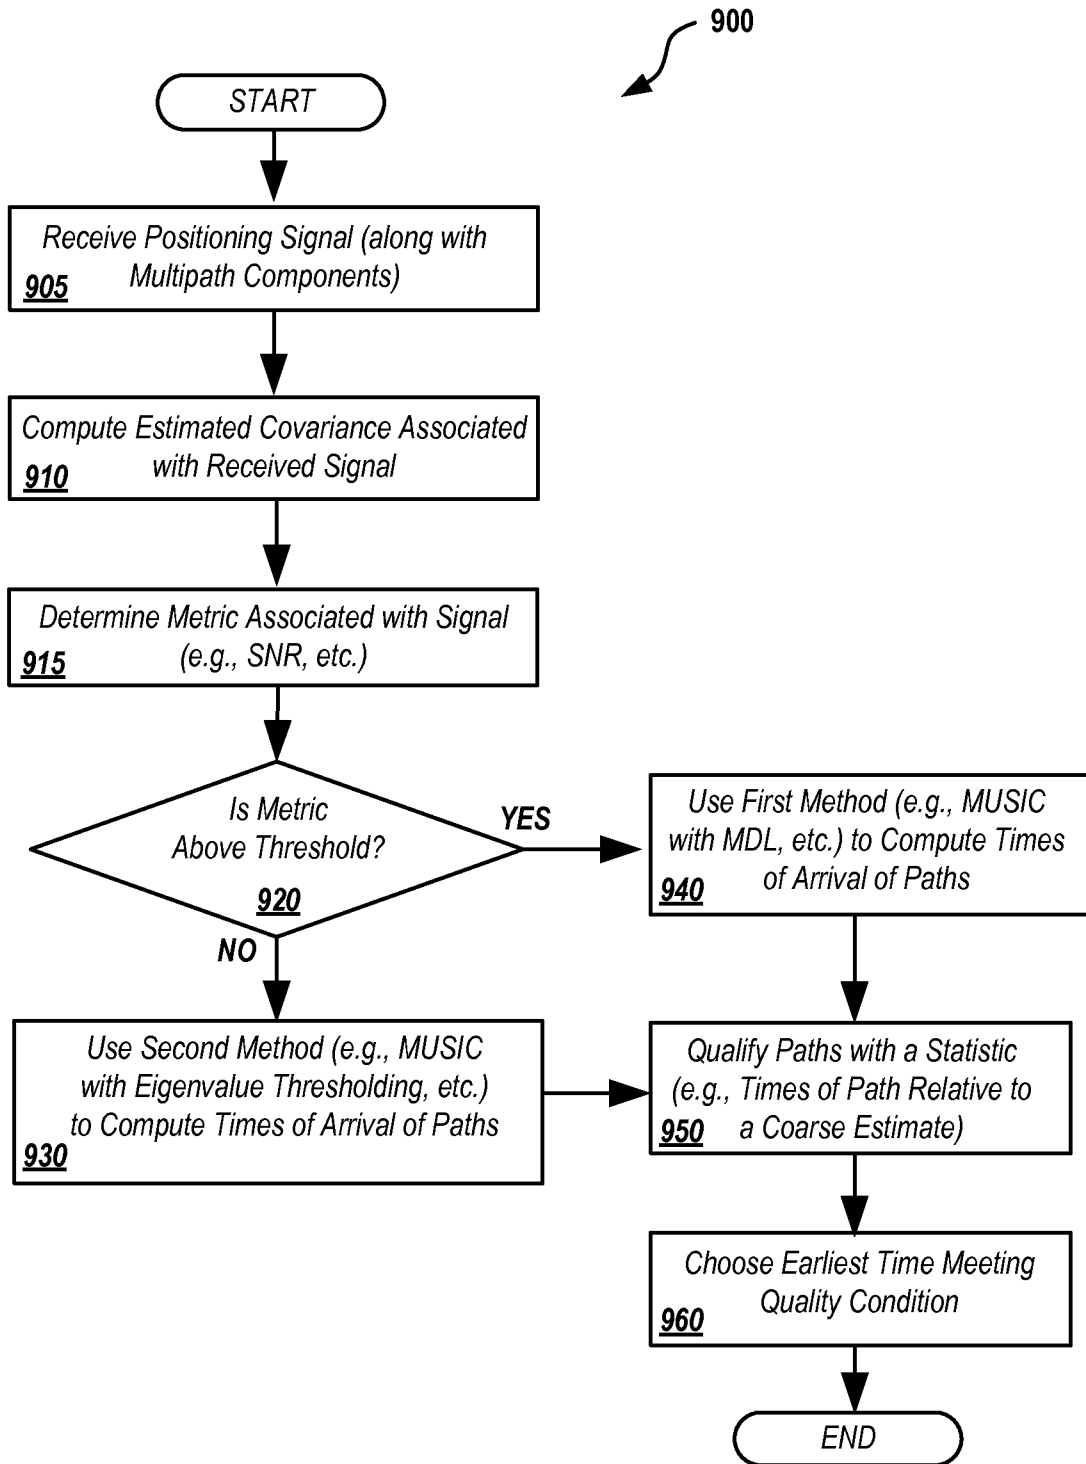 900
START
Receive Positioning Signal (along with
Multipath Components)
905
Compute Estimated Covariance Associated
with Received Signal
910
Determine Metric Associated with Signal
(e.g., SNR, etc.)
915
Is Metric
Above Threshold?
920
YES
NO
Use First Method (e.g., MUSIC
with MDL, etc.) to Compute Times
of Arrival of Paths
940
Use Second Method (e.g., MUSIC
with Eigenvalue Thresholding, etc.)
to Compute Times of Arrival of Paths
930
Qualify Paths with a Statistic
(e.g., Times of Path Relative to
a Coarse Estimate)
950
Choose Earliest Time Meeting
Quality Condition
960
END